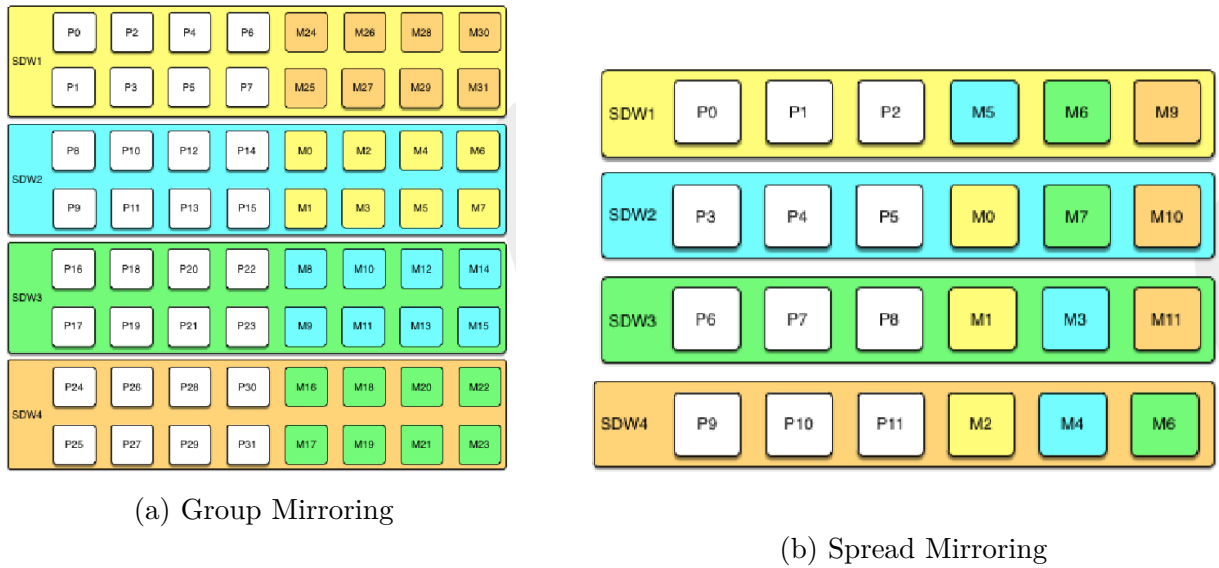 P0 P2 P4 P6 M24 M26 M28 M30
SDW1
P1 P3 P5 P7 M25 M27 M29 M31
P8 P10 P12 P14 M0 M2 M4 M6
SDW2
P9 P11 P13 P15 M1 M3 M5 M7
P16 P18 P20 P22 M8 M10 M12 M14
SDW3
P17 P19 P21 P23 M9 M11 M13 M15
P24 P26 P28 P30 M16 M18 M20 M22
SDW4
P25 P27 P29 P31 M17 M19 M21 M23
(a) Group Mirroring
SDW1 P0 P1 P2 M5 M6 M9
SDW2 P3 P4 P5 M0 M7 M10
SDW3 P6 P7 P8 M1 M3 M11
SDW4 P9 P10 P11 M2 M4 M6
(b) Spread Mirroring